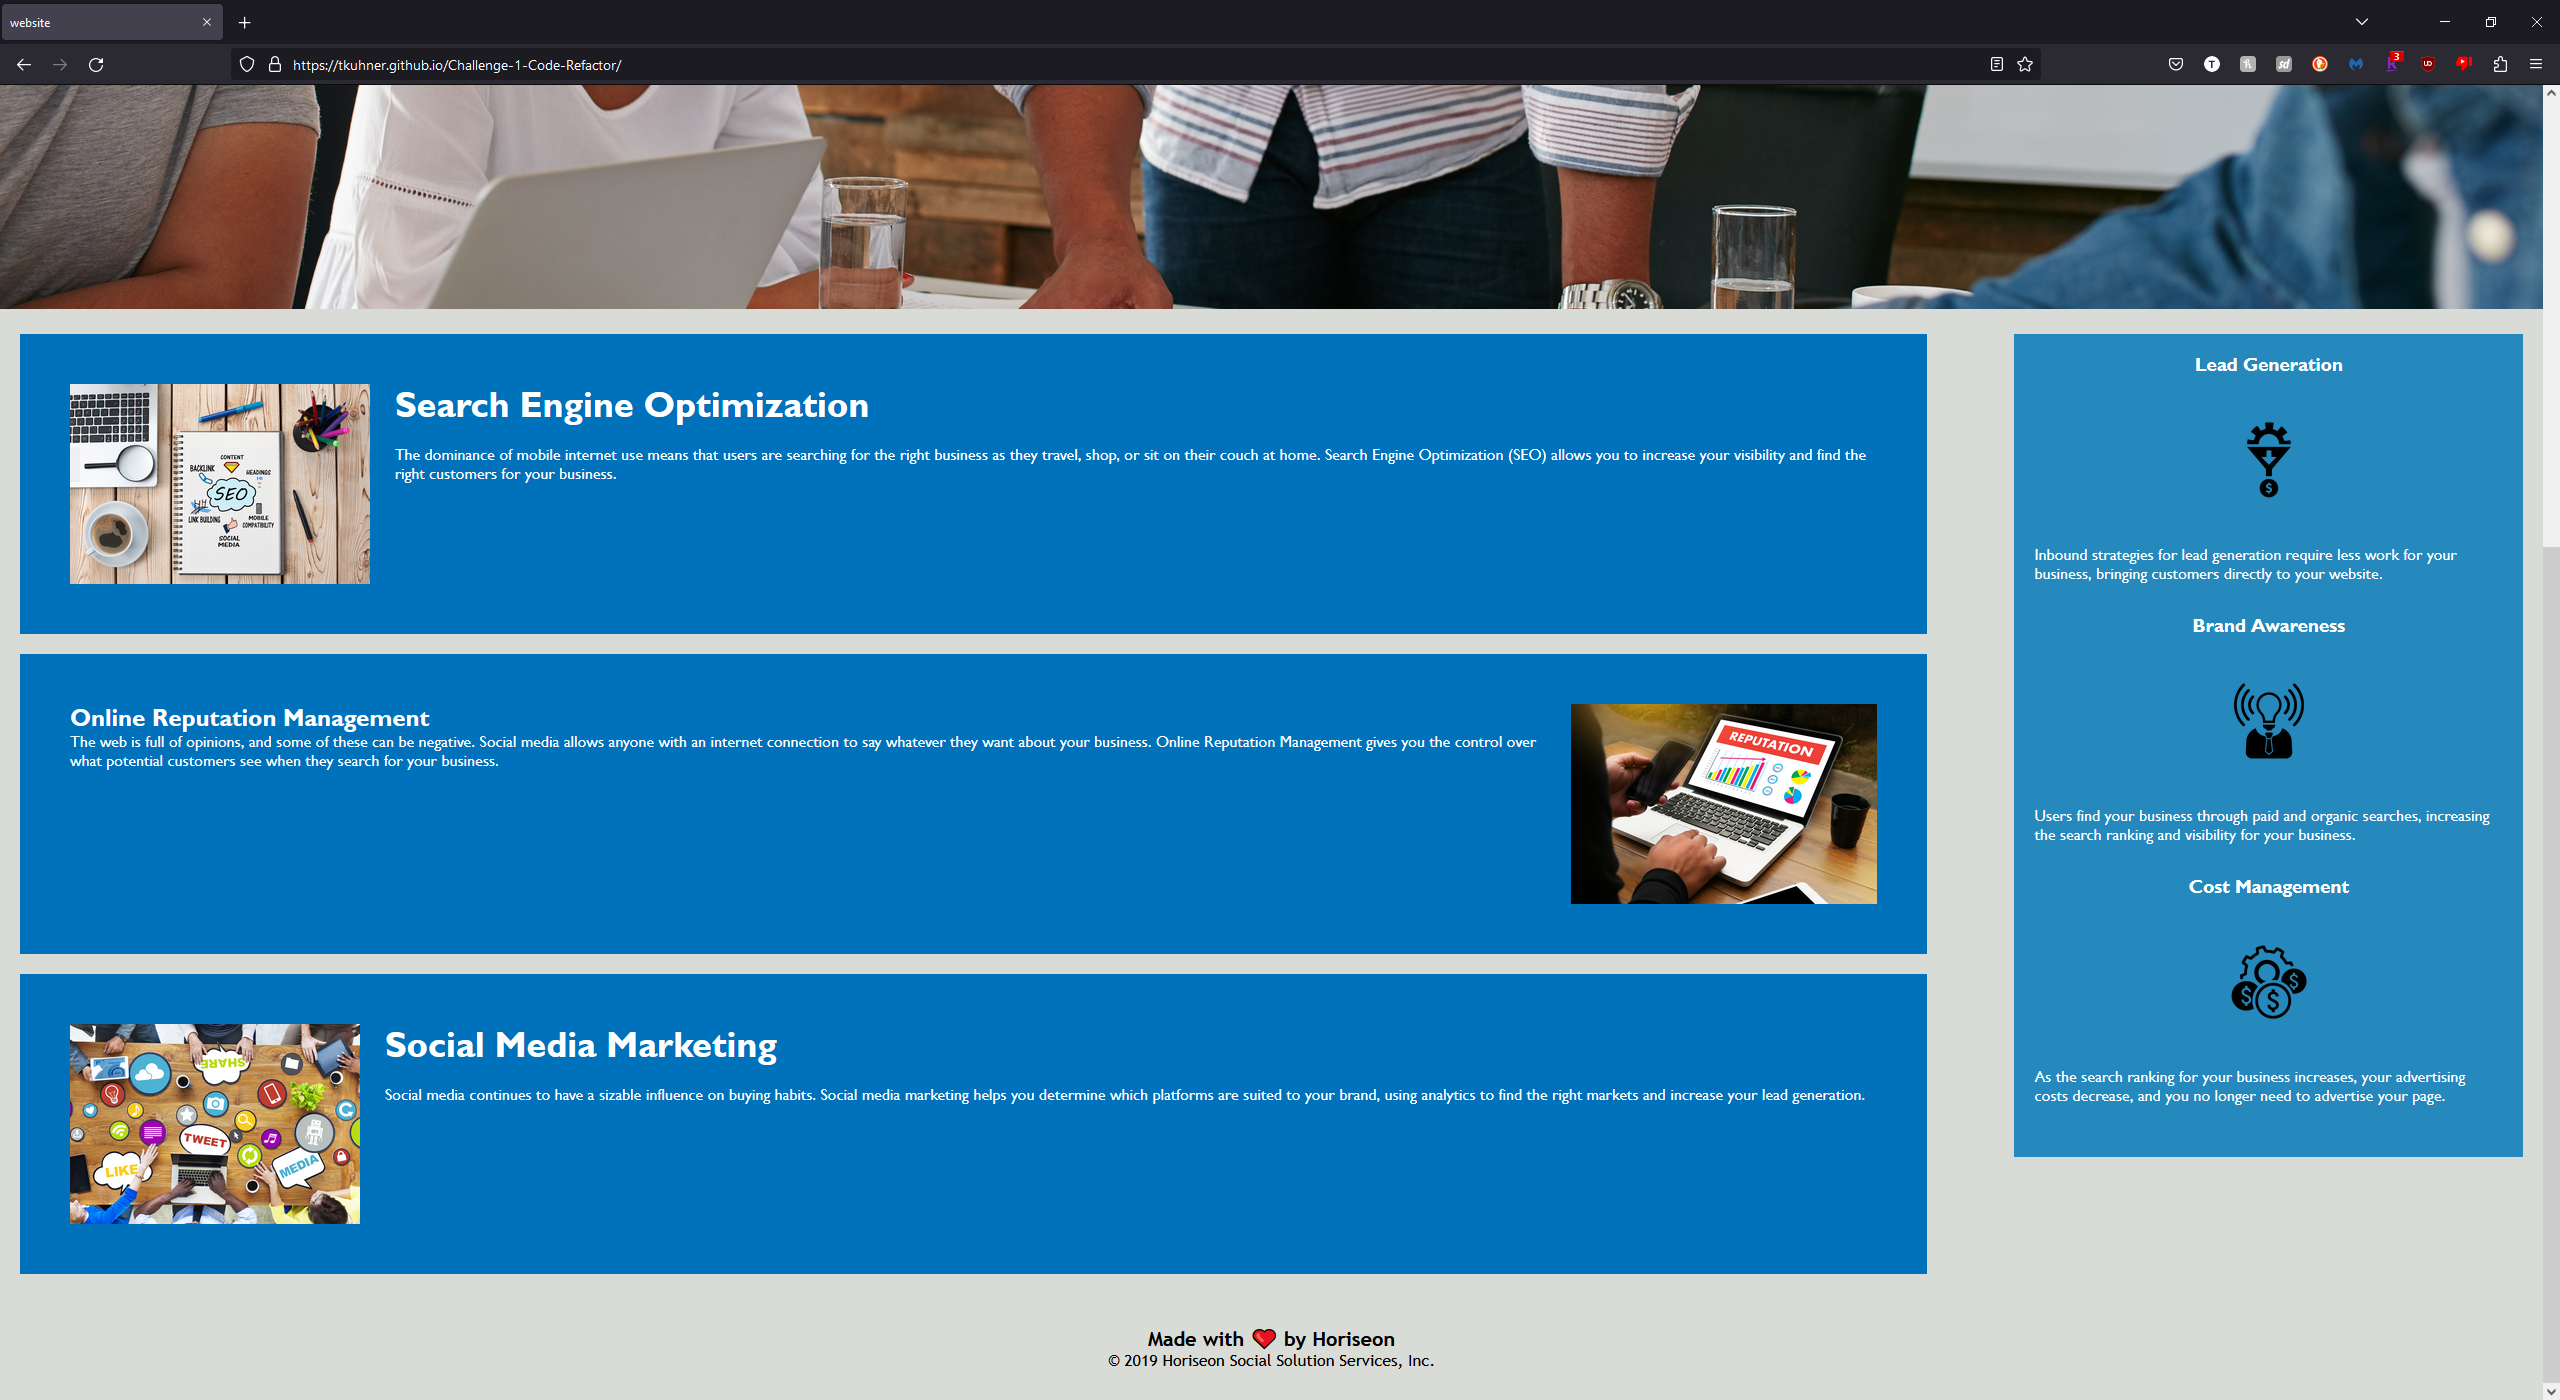 website
https://tkuhner.github.io/Challenge-1-Code-Refactor/
3
Search Engine Optimization
The dominance of mobile internet use means that users are searching for the right business as they travel, shop, or sit on their couch at home. Search Engine Optimization (SEO) allows you to increase your visibility and find the
right customers for your business.
CONTENT
BACKLINK
HEADINGS
SEO
LINK BUILDING
MOBILE
COMPATIBILITY
SOCIAL
MEDIA
Online Reputation Management
The web is full of opinions, and some of these can be negative. Social media allows anyone with an internet connection to say whatever they want about your business. Online Reputation Management gives you the control over
what potential customers see when they search for your business.
REPUTATION
Social Media Marketing
Social media continues to have a sizable influence on buying habits. Social media marketing helps you determine which platforms are suited to your brand, using analytics to find the right markets and increase your lead generation.
SHARE
TWEET
LIKE
MEDIA
Lead Generation
Inbound strategies for lead generation require less work for your
business, bringing customers directly to your website.
Brand Awareness
Users find your business through paid and organic searches, increasing
the search ranking and visibility for your business.
Cost Management
As the search ranking for your business increases, your advertising
costs decrease, and you no longer need to advertise your page.
Made with ❤️ by Horiseon
© 2019 Horiseon Social Solution Services, Inc.